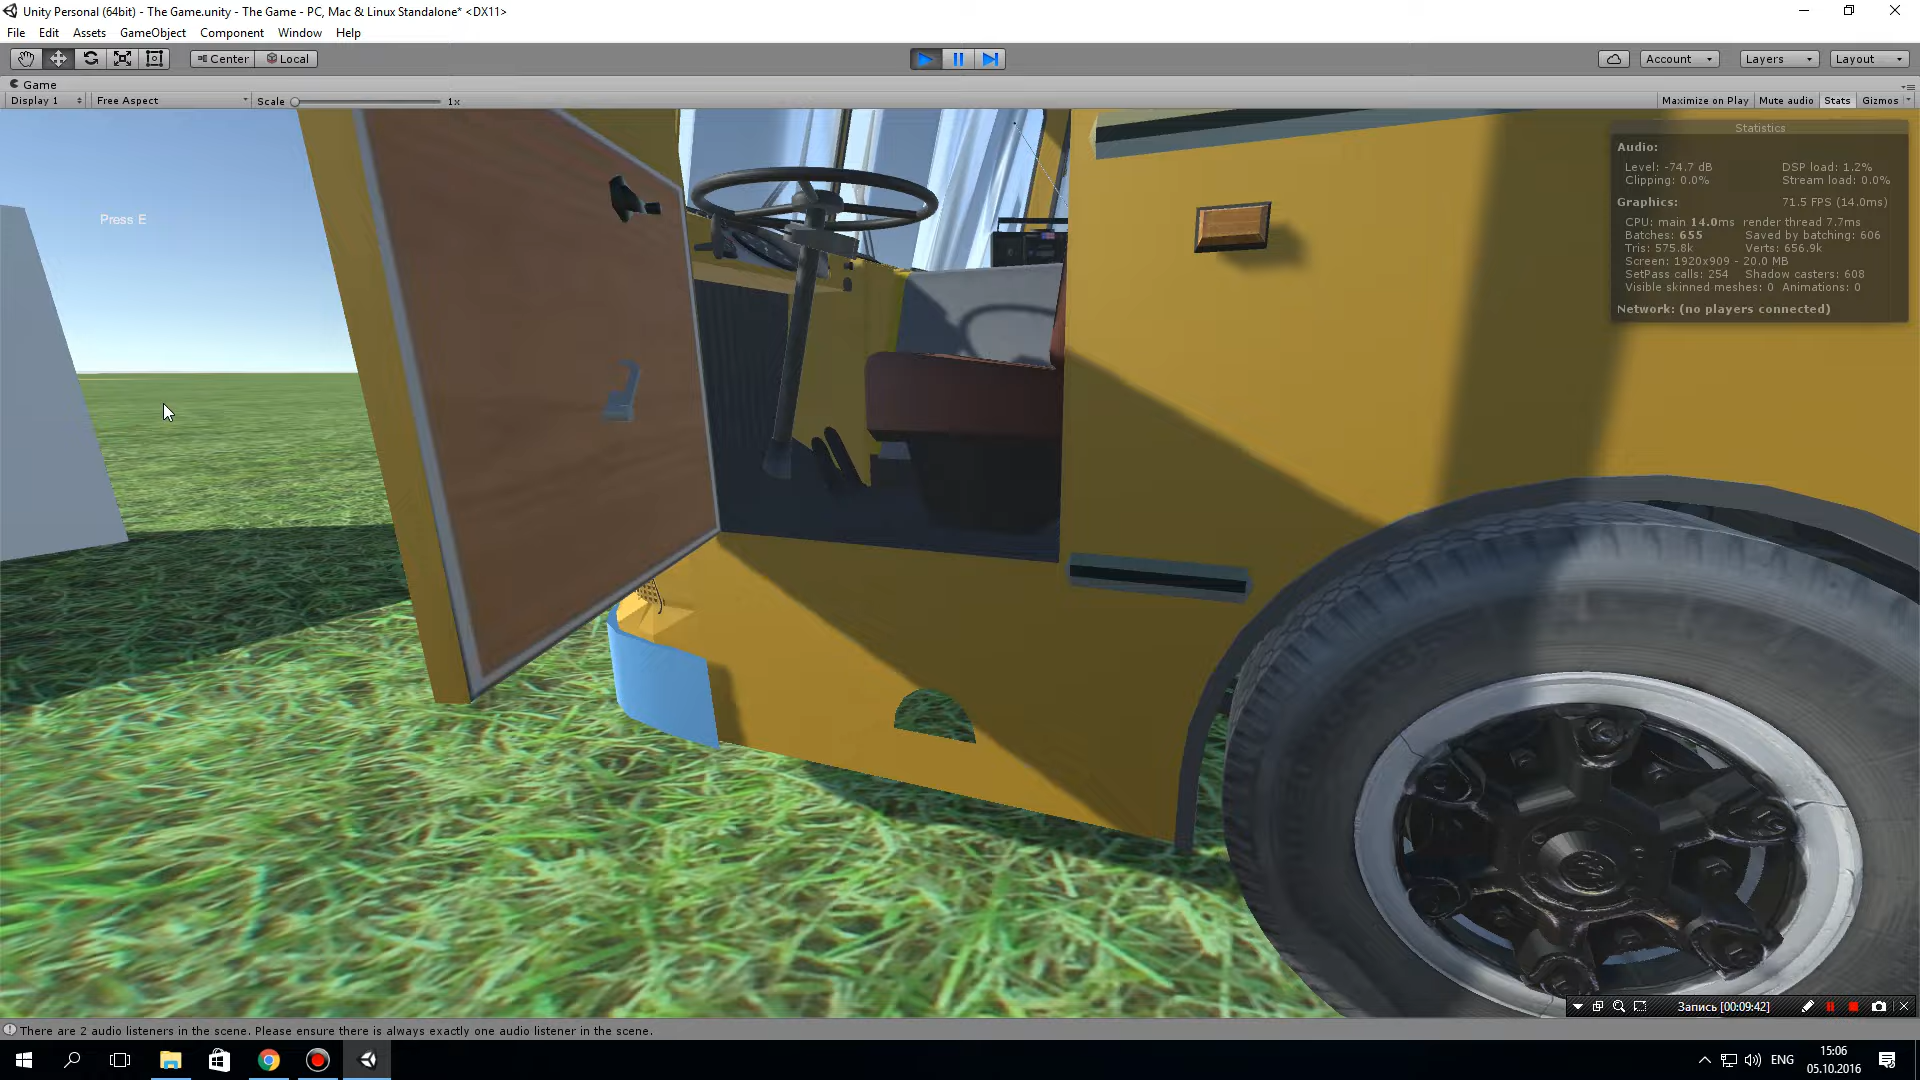 Unity Personal (64bit) - The Game.unity - The Game - PC, Mac & Linux Standalone* <DX11>
File Edit Assets GameObject Component Window Help
Center Local Account Layers Layout
Game
Display 1 Free Aspect Scale 1x Maximize on Play Mute audio Stats Gizmos
Statistics
Audio:
Level: -74.7 dB DSP load: 1.2%
Clipping: 0.0% Stream load: 0.0%
Graphics: 71.5 FPS (14.0ms)
CPU: main 14.0ms render thread 7.7ms
Batches: 655 Saved by batching: 606
Tris: 575.8k Verts: 656.9k
Screen: 1920x909 - 20.0 MB
SetPass calls: 254 Shadow casters: 608
Visible skinned meshes: 0 Animations: 0
Network: (no players connected)
Press E
Запись [00:09:42]
There are 2 audio listeners in the scene. Please ensure there is always exactly one audio listener in the scene.
ENG
15:06
05.10.2016